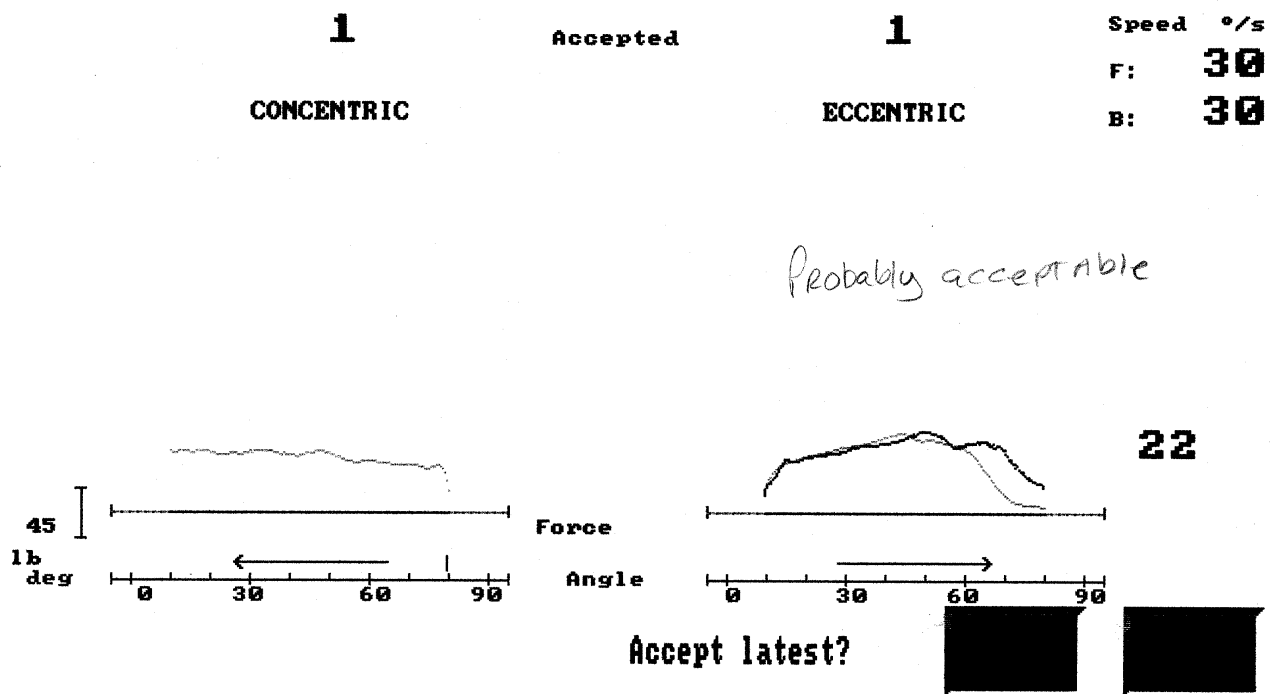 1 Accepted 1 Speed °/s
F: 30
CONCENTRIC ECCENTRIC B: 30
Probably acceptable
22
45 Force
lb
deg Angle
0 30 60 90 0 30 60 90
Accept latest?